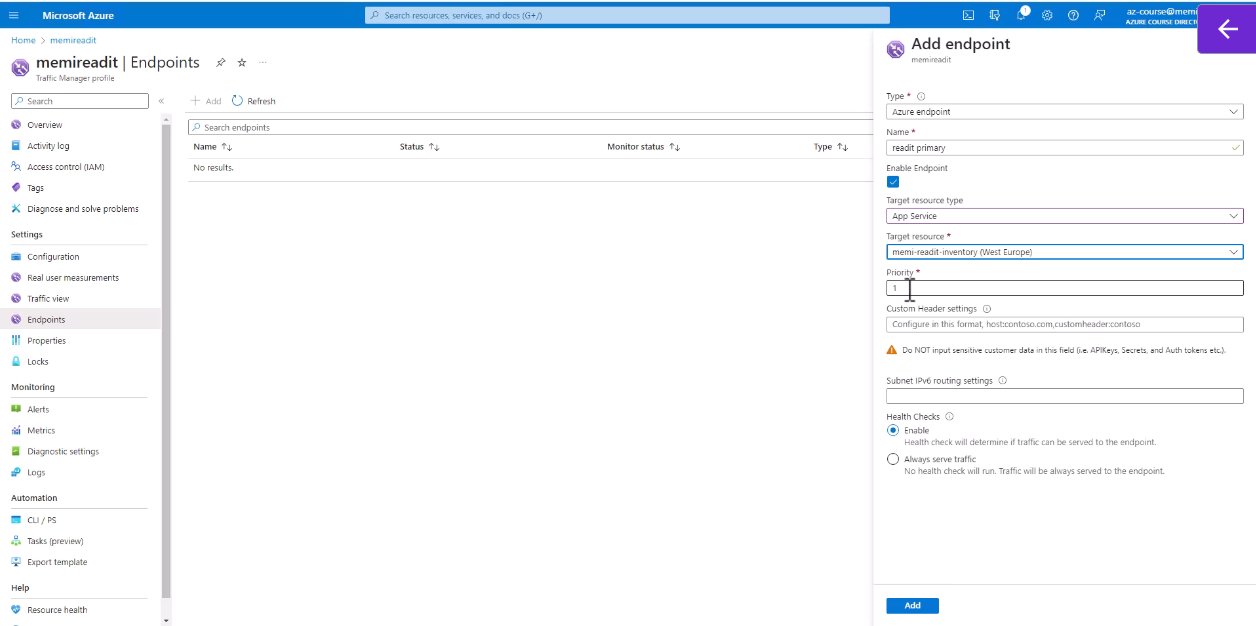 Microsoft Azure
Search resources, services, and docs (G+/)
1
az-course@memi
AZURE COURSE DIRECT
Home > memireadit
memireadit | Endpoints
Traffic Manager profile
Search
«
Overview
Activity log
Access control (IAM)
Tags
Diagnose and solve problems
Settings
Configuration
Real user measurements
Traffic view
Endpoints
Properties
Locks
Monitoring
Alerts
Metrics
Diagnostic settings
Logs
Automation
CLI / PS
Tasks (preview)
Export template
Help
Resource health
+ Add Refresh
Search endpoints
Name ↑↓ Status ↑↓ Monitor status ↑↓ Type ↑↓
No results.
Add endpoint
memireadit
Type *
Azure endpoint
Name *
readit primary
Enable Endpoint
Target resource type
App Service
Target resource *
memi-readit-inventory (West Europe)
Priority *
1
Custom Header settings
Configure in this format, host:contoso.com,customheader:contoso
Do NOT input sensitive customer data in this field (i.e. APIKeys, Secrets, and Auth tokens etc.).
Subnet IPv6 routing settings
Health Checks
Enable
Health check will determine if traffic can be served to the endpoint.
Always serve traffic
No health check will run. Traffic will be always served to the endpoint.
Add